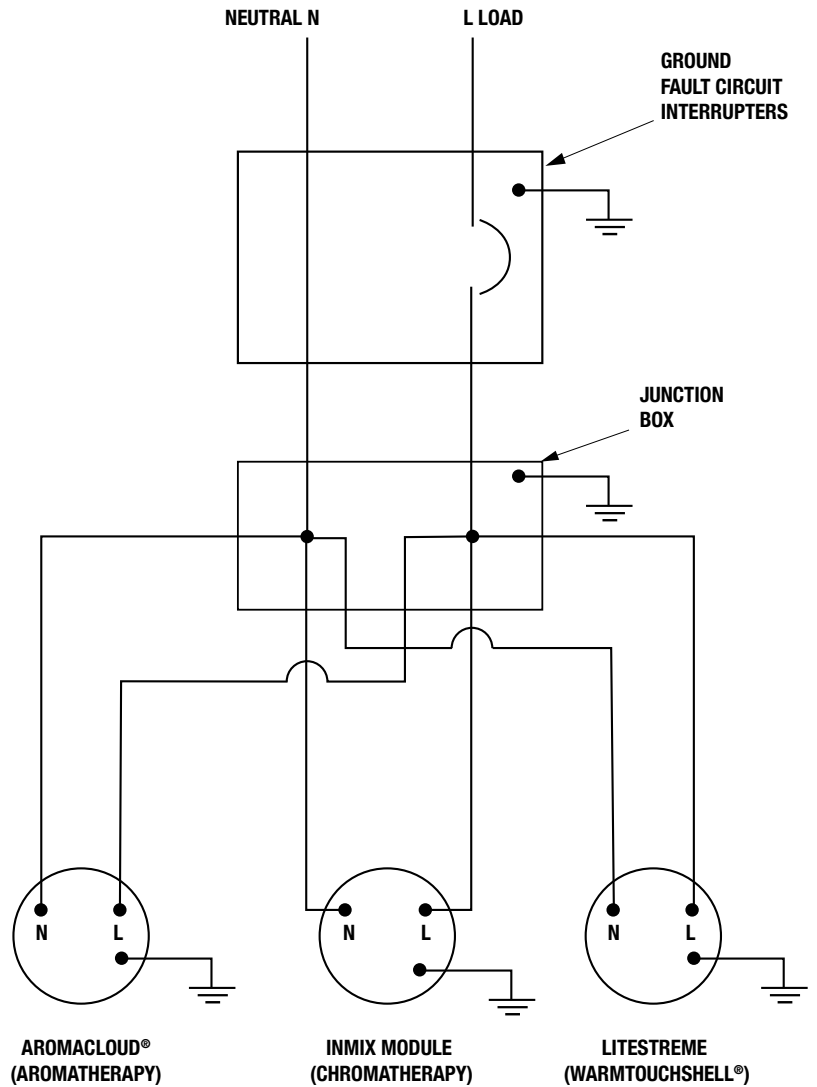 NEUTRAL N
L LOAD
GROUND
FAULT CIRCUIT
INTERRUPTERS
JUNCTION
BOX
N
L
N
L
N
L
AROMACLOUD®
(AROMATHERAPY)
INMIX MODULE
(CHROMATHERAPY)
LITESTREME
(WARMTOUCHSHELL®)